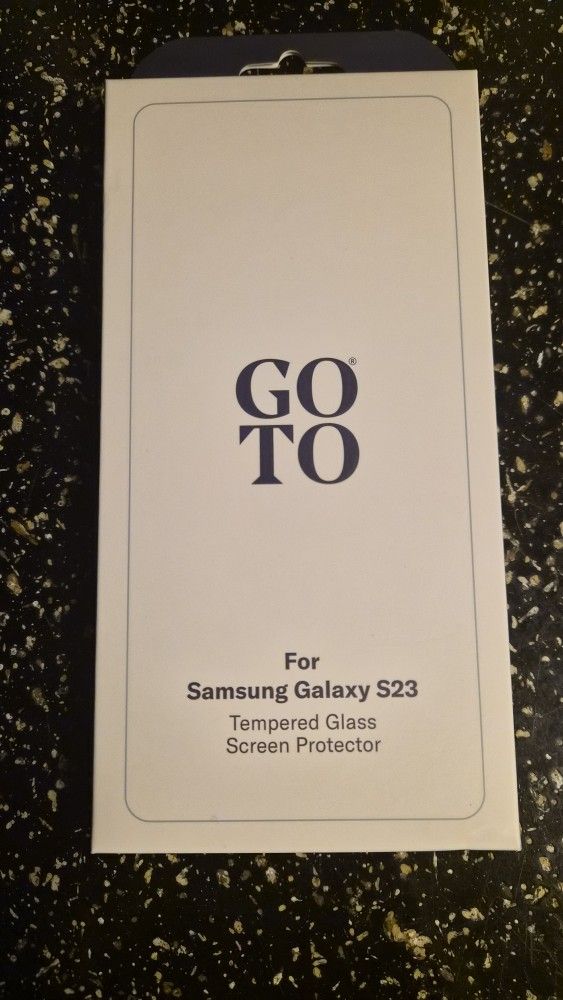 GO®
TO
For
Samsung Galaxy S23
Tempered Glass
Screen Protector